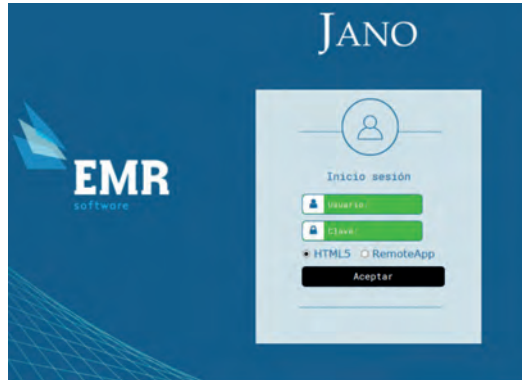 JANO
EMR
software
Inicio sesión
Usuario:
Clave:
HTML5 RemoteApp
Aceptar